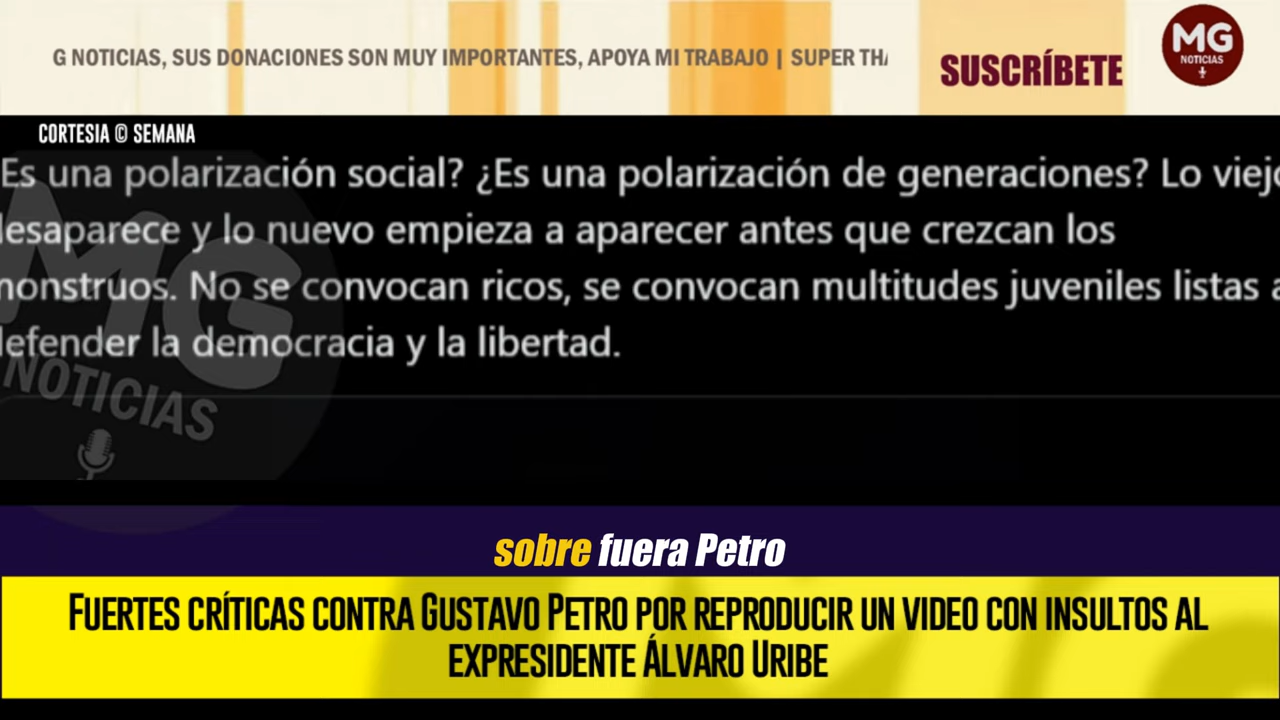 G NOTICIAS, SUS DONACIONES SON MUY IMPORTANTES, APOYA MI TRABAJO | SUPER
SUSCRÍBETE
MG
NOTICIAS
CORTESIA © SEMANA
Es una polarización social? ¿Es una polarización de generaciones? Lo viejo
desaparece y lo nuevo empieza a aparecer antes que crezcan los
monstruos. No se convocan ricos, se convocan multitudes juveniles listas a
defender la democracia y la libertad.
MG
NOTICIAS
sobre fuera Petro
FUERTES CRÍTICAS CONTRA GUSTAVO PETRO POR REPRODUCIR UN VIDEO CON INSULTOS AL
EXPRESIDENTE ÁLVARO URIBE